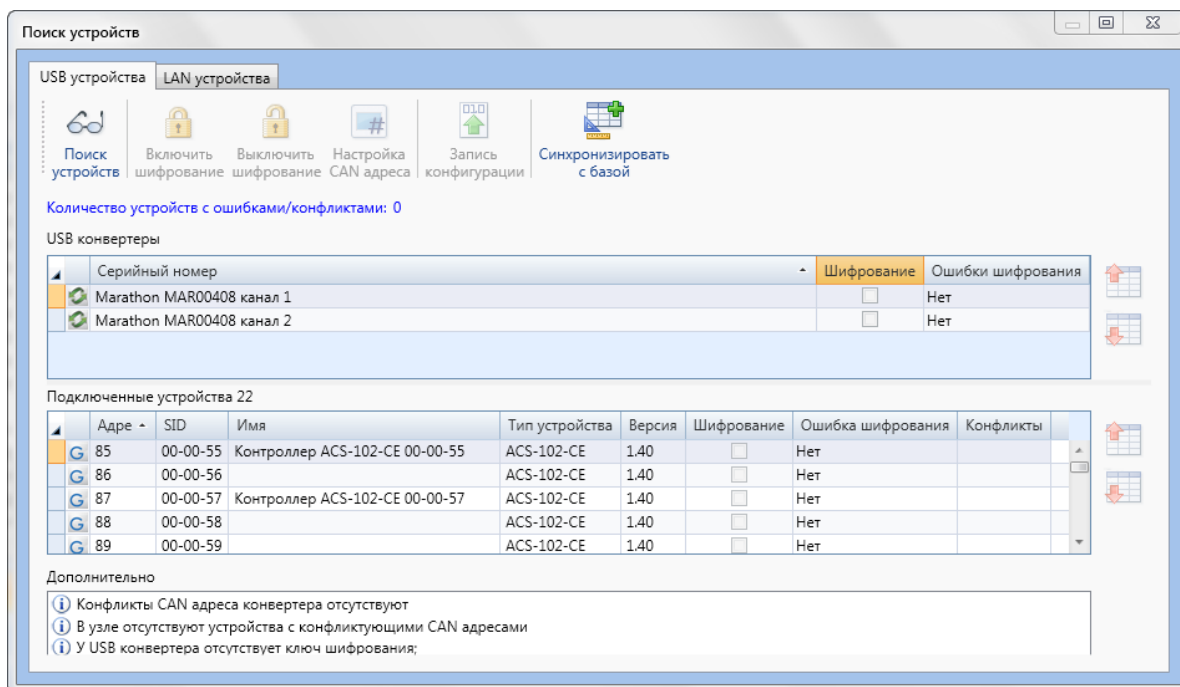 Поиск устройств
USB устройства LAN устройства
Поиск устройств
Включить шифрование
Выключить шифрование
Настройка CAN адреса
010
Запись конфигурации
Синхронизировать с базой
Количество устройств с ошибками/конфликтами: 0
USB конвертеры
Серийный номер Шифрование Ошибки шифрования
Marathon MAR00408 канал 1 Нет
Marathon MAR00408 канал 2 Нет
Подключенные устройства 22
Адре SID Имя Тип устройства Версия Шифрование Ошибка шифрования Конфликты
G 85 00-00-55 Контроллер ACS-102-CE 00-00-55 ACS-102-CE 1.40 Нет
G 86 00-00-56 ACS-102-CE 1.40 Нет
G 87 00-00-57 Контроллер ACS-102-CE 00-00-57 ACS-102-CE 1.40 Нет
G 88 00-00-58 ACS-102-CE 1.40 Нет
G 89 00-00-59 ACS-102-CE 1.40 Нет
Дополнительно
Конфликты CAN адреса конвертера отсутствуют
В узле отсутствуют устройства с конфликтующими CAN адресами
У USB конвертера отсутствует ключ шифрования;